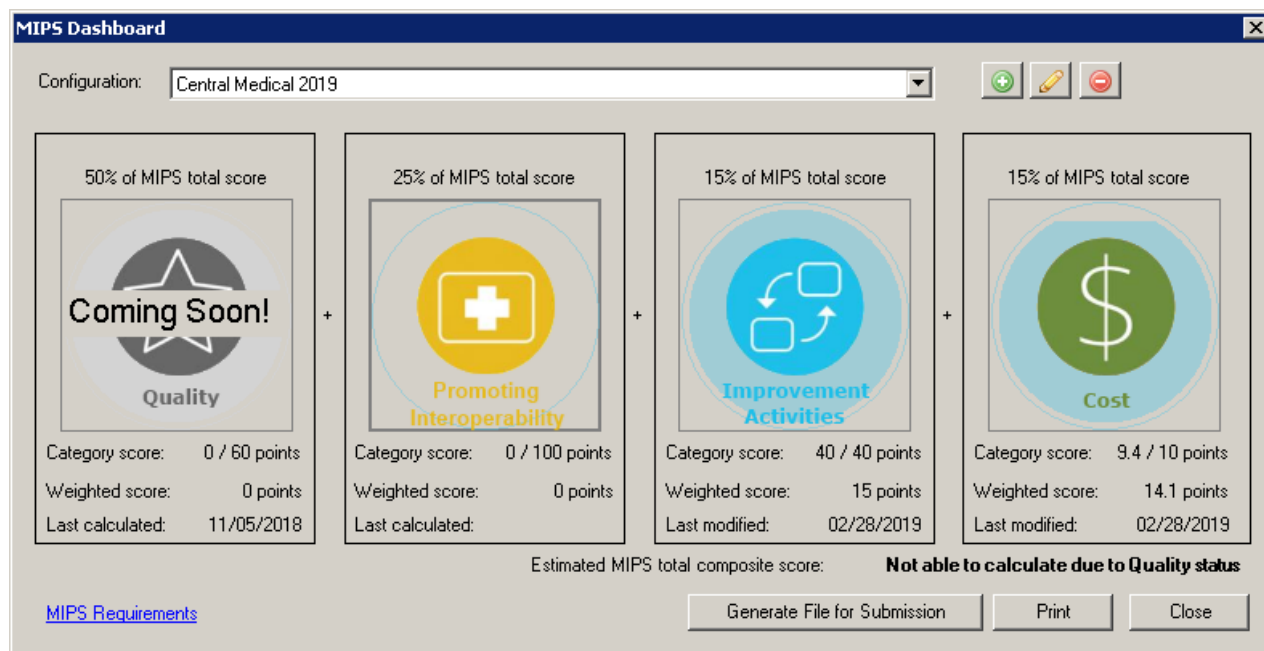 MIPS Dashboard
Configuration: Central Medical 2019
50% of MIPS total score
Coming Soon!
Quality
Category score: 0 / 60 points
Weighted score: 0 points
Last calculated: 11/05/2018
+
25% of MIPS total score
Promoting
Interoperability
Category score: 0 / 100 points
Weighted score: 0 points
Last calculated:
+
15% of MIPS total score
Improvement
Activities
Category score: 40 / 40 points
Weighted score: 15 points
Last modified: 02/28/2019
+
15% of MIPS total score
$
Cost
Category score: 9.4 / 10 points
Weighted score: 14.1 points
Last modified: 02/28/2019
Estimated MIPS total composite score: Not able to calculate due to Quality status
MIPS Requirements
Generate File for Submission Print Close